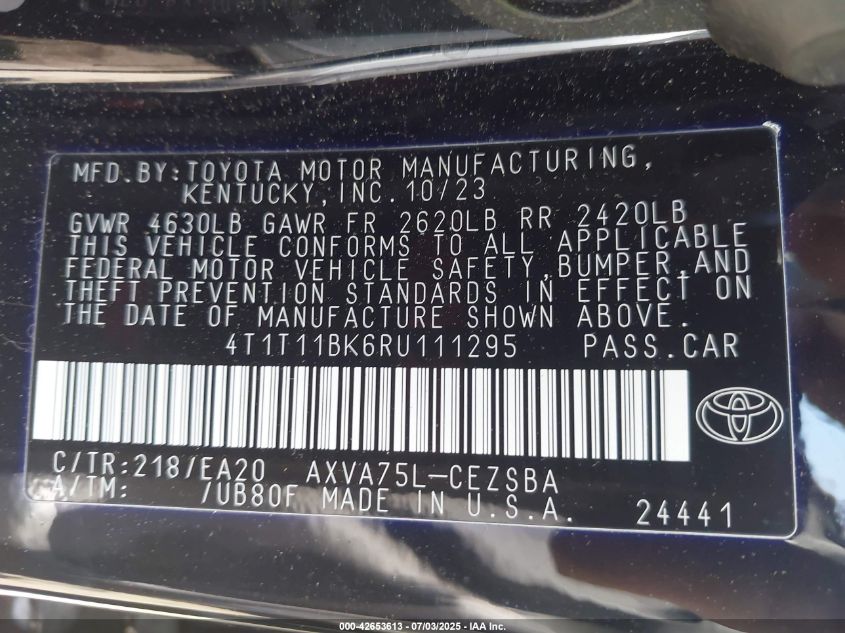 MFD.BY:TOYOTA MOTOR MANUFACTURING,
KENTUCKY,INC.10/23
GVWR 4630LB GAWR FR 2620LB RR 2420LB
THIS VEHICLE CONFORMS TO ALL APPLICABLE
FEDERAL MOTOR VEHICLE SAFETY,BUMPER,AND
THEFT PREVENTION STANDARDS IN EFFECT ON
THE DATE OF MANUFACTURE SHOWN ABOVE.
4T1T11BK6RU111295 PASS.CAR
C/TR:218/EA20 AXVA75L-CEZSBA
A/TM: /UB80F MADE IN U.S.A. 24441
000-42653613 - 07/03/2025 - IAA Inc.